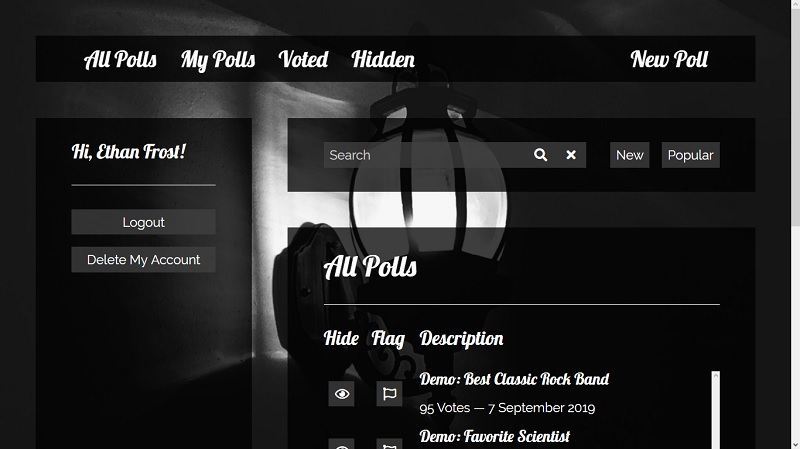 All Polls My Polls Voted Hidden New Poll
Hi, Ethan Frost!
Logout
Delete My Account
Search New Popular
All Polls
Hide Flag Description
Demo: Best Classic Rock Band
95 Votes — 7 September 2019
Demo: Favorite Scientist